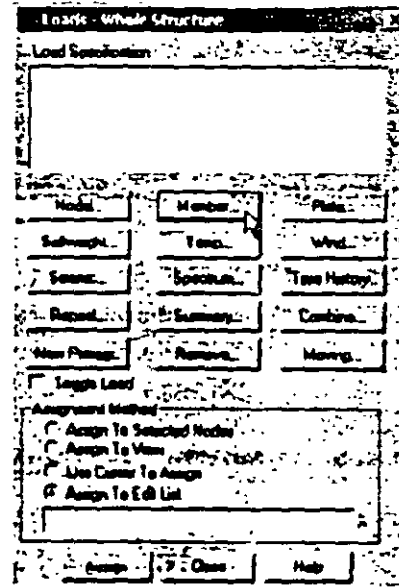 Loads - Whole Structure
Load Specification
Nodal... Member... Plate...
Selfweight... Temp... Wind...
Seismic... Spectrum... Time History...
Repeat... Summary... Combine...
New Primary... Remove... Moving...
Toggle Load
Assignment Method
Assign To Selected Nodes
Assign To View
Use Cursor To Assign
Assign To Edit List
Assign Close Help